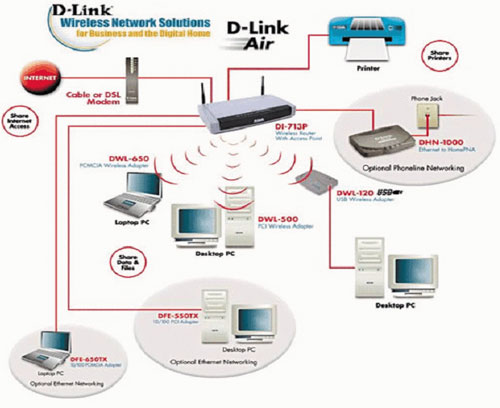 D-Link
Wireless Network Solutions
for Business and the Digital Home
D-Link
Air
Printer
Share
Printers
INTERNET
Cable or DSL
Modem
Share
Internet
Access
DI-713P
Wireless Router
With Access Point
Phone Jack
DHN-1000
Ethernet to HomePNA
Optional Phoneline Networking
DWL-650
PCMCIA Wireless Adapter
Laptop PC
DWL-500
PCI Wireless Adapter
Desktop PC
DWL-120
USB
USB Wireless Adapter
Desktop PC
Share
Data &
Files
DFE-550TX
10/100 PCI Adapter
Desktop PC
Optional Ethernet Networking
DFE-650TX
10/100 PCMCIA Adapter
Laptop PC
Optional Ethernet Networking